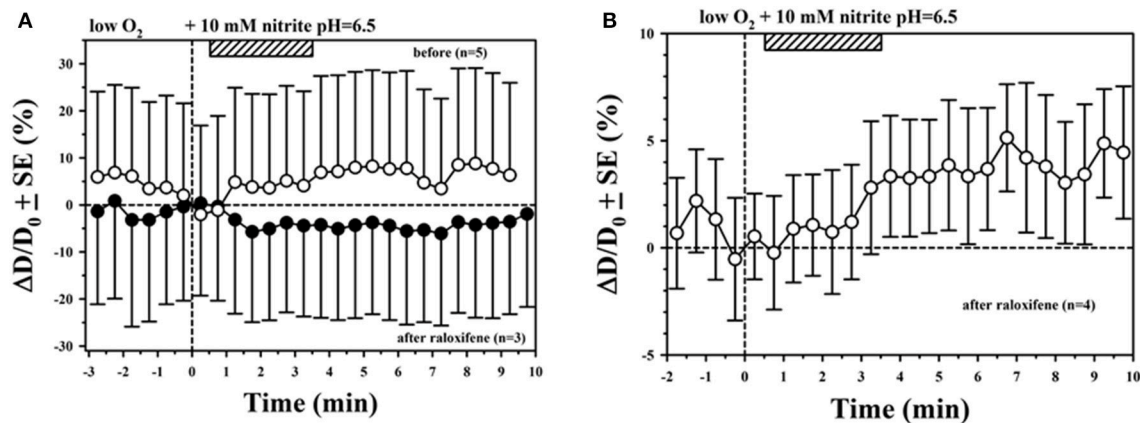 A
low O2 + 10 mM nitrite pH=6.5
before (n=5)
30
20
10
0
-10
-20
-30
ΔD/D0 ± SE (%)
after raloxifene (n=3)
-3 -2 -1 0 1 2 3 4 5 6 7 8 9 10
Time (min)
B
low O2 + 10 mM nitrite pH=6.5
10
5
0
-5
ΔD/D0 ± SE (%)
after raloxifene (n=4)
-2 -1 0 1 2 3 4 5 6 7 8 9 10
Time (min)